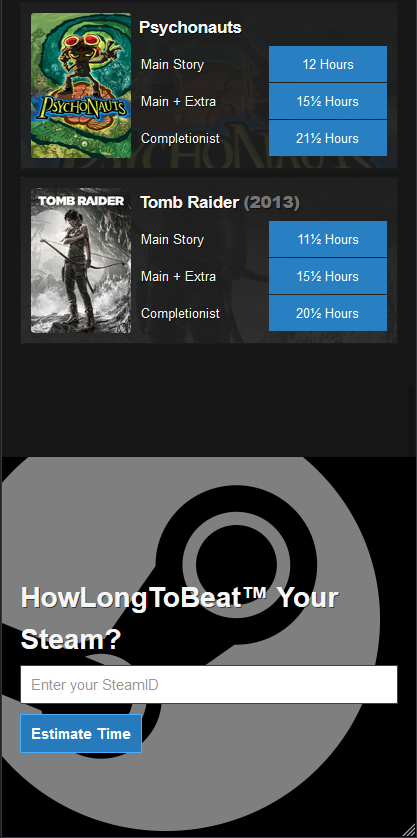 Psychonauts
PSYCHONAUTS
Main Story 12 Hours
Main + Extra 15½ Hours
Completionist 21½ Hours
TOMB RAIDER
Tomb Raider (2013)
Main Story 11½ Hours
Main + Extra 15½ Hours
Completionist 20½ Hours
HowLongToBeat™ Your
Steam?
Enter your SteamID
Estimate Time